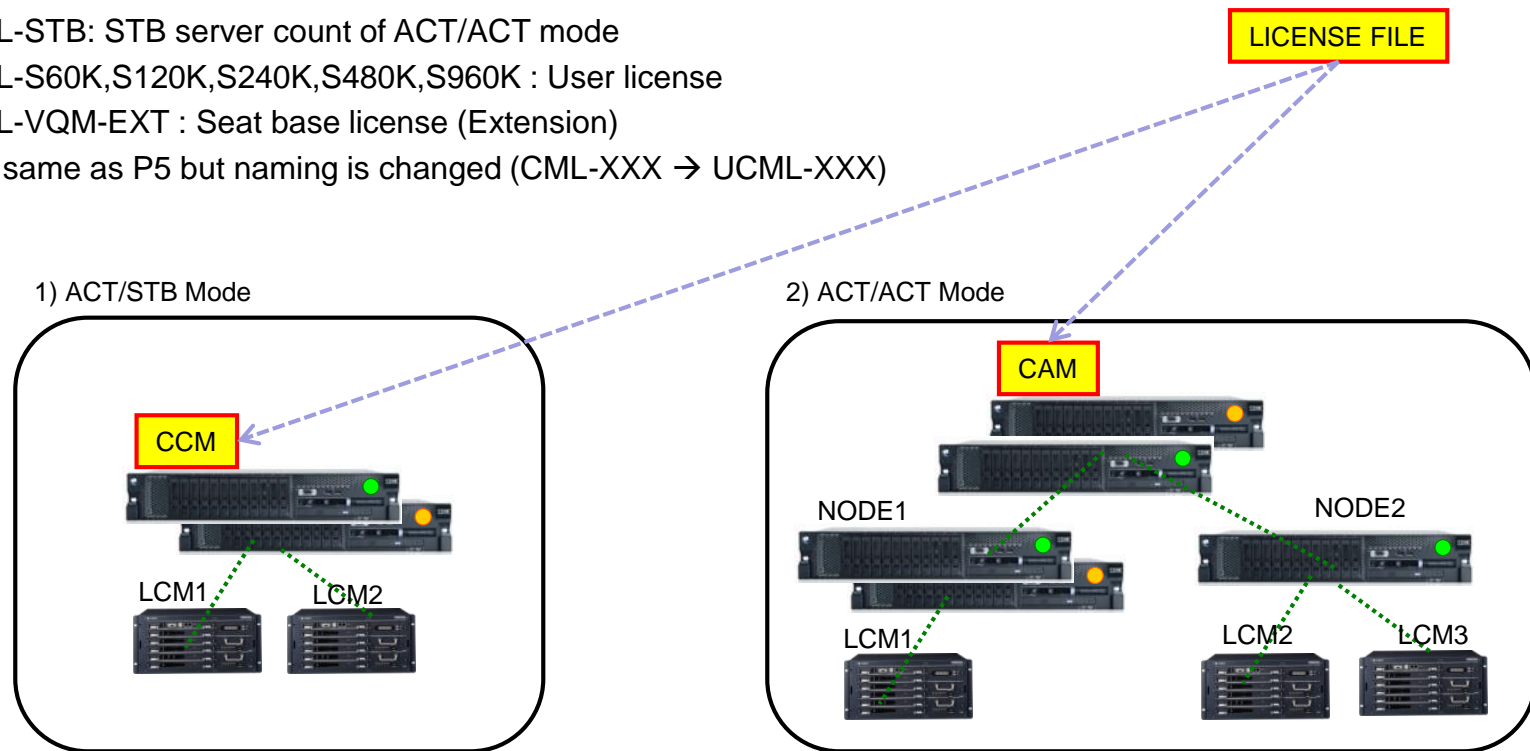 L-STB: STB server count of ACT/ACT mode
L-S60K,S120K,S240K,S480K,S960K : User license
L-VQM-EXT : Seat base license (Extension)
same as P5 but naming is changed (CML-XXX → UCML-XXX)
LICENSE FILE
1) ACT/STB Mode
CCM
LCM1
LCM2
2) ACT/ACT Mode
CAM
NODE1
NODE2
LCM1
LCM2
LCM3